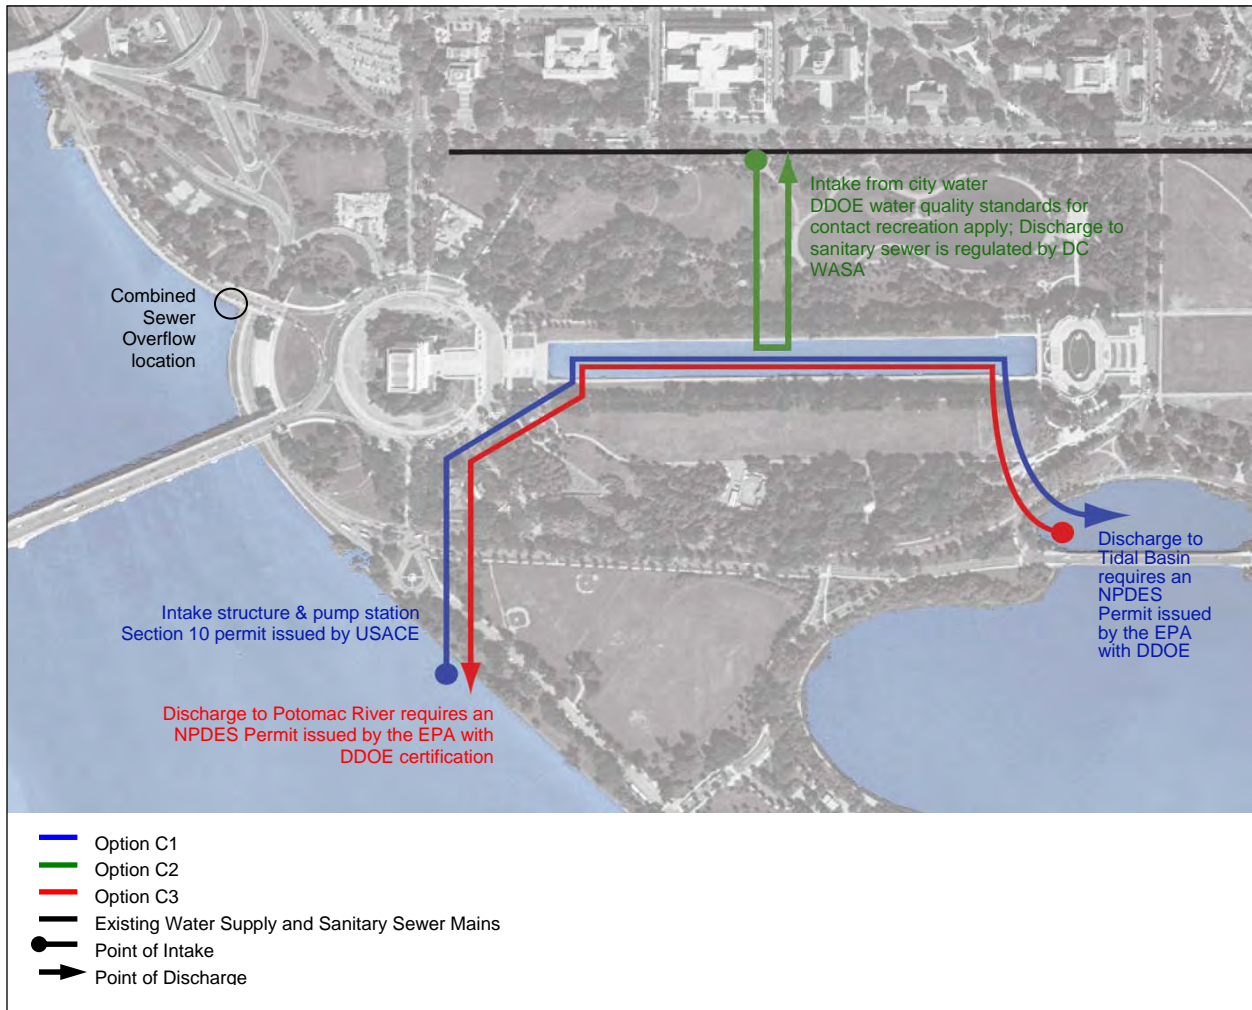 Intake from city water
DDOE water quality standards for
contact recreation apply; Discharge to
sanitary sewer is regulated by DC
WASA
Combined
Sewer
Overflow
location
Discharge to
Tidal Basin
requires an
NPDES
Permit issued
by the EPA
with DDOE
Intake structure & pump station
Section 10 permit issued by USACE
Discharge to Potomac River requires an
NPDES Permit issued by the EPA with
DDOE certification
Option C1
Option C2
Option C3
Existing Water Supply and Sanitary Sewer Mains
Point of Intake
Point of Discharge